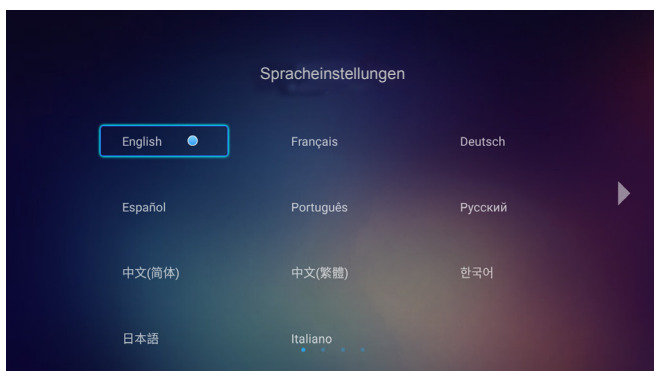 Spracheinstellungen
English Français Deutsch
Español Português Русский
中文(简体) 中文(繁體) 한국어
日本語 Italiano